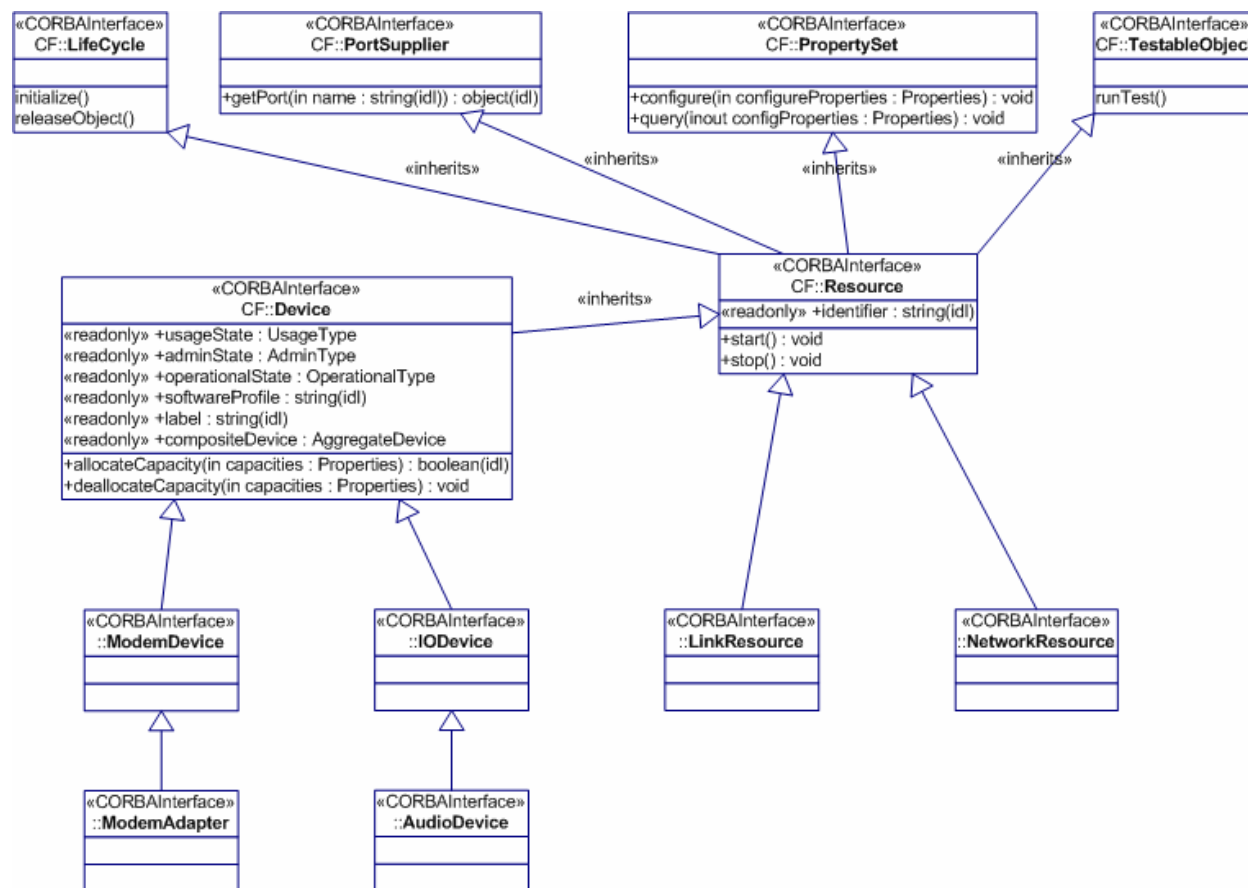 «CORBAInterface»
CF::LifeCycle
initialize()
releaseObject()
«CORBAInterface»
CF::PortSupplier
+getPort(in name : string(idl)) : object(idl)
«CORBAInterface»
CF::PropertySet
+configure(in configureProperties : Properties) : void
+query(inout configProperties : Properties) : void
«CORBAInterface»
CF::TestableObject
runTest()
«inherits»
«inherits»
«inherits»
«inherits»
«CORBAInterface»
CF::Device
«readonly» +usageState : UsageType
«readonly» +adminState : AdminType
«readonly» +operationalState : OperationalType
«readonly» +softwareProfile : string(idl)
«readonly» +label : string(idl)
«readonly» +compositeDevice : AggregateDevice
+allocateCapacity(in capacities : Properties) : boolean(idl)
+deallocateCapacity(in capacities : Properties) : void
«inherits»
«CORBAInterface»
CF::Resource
«readonly» +identifier : string(idl)
+start() : void
+stop() : void
«CORBAInterface»
::ModemDevice
«CORBAInterface»
::IODevice
«CORBAInterface»
::LinkResource
«CORBAInterface»
::NetworkResource
«CORBAInterface»
::ModemAdapter
«CORBAInterface»
::AudioDevice